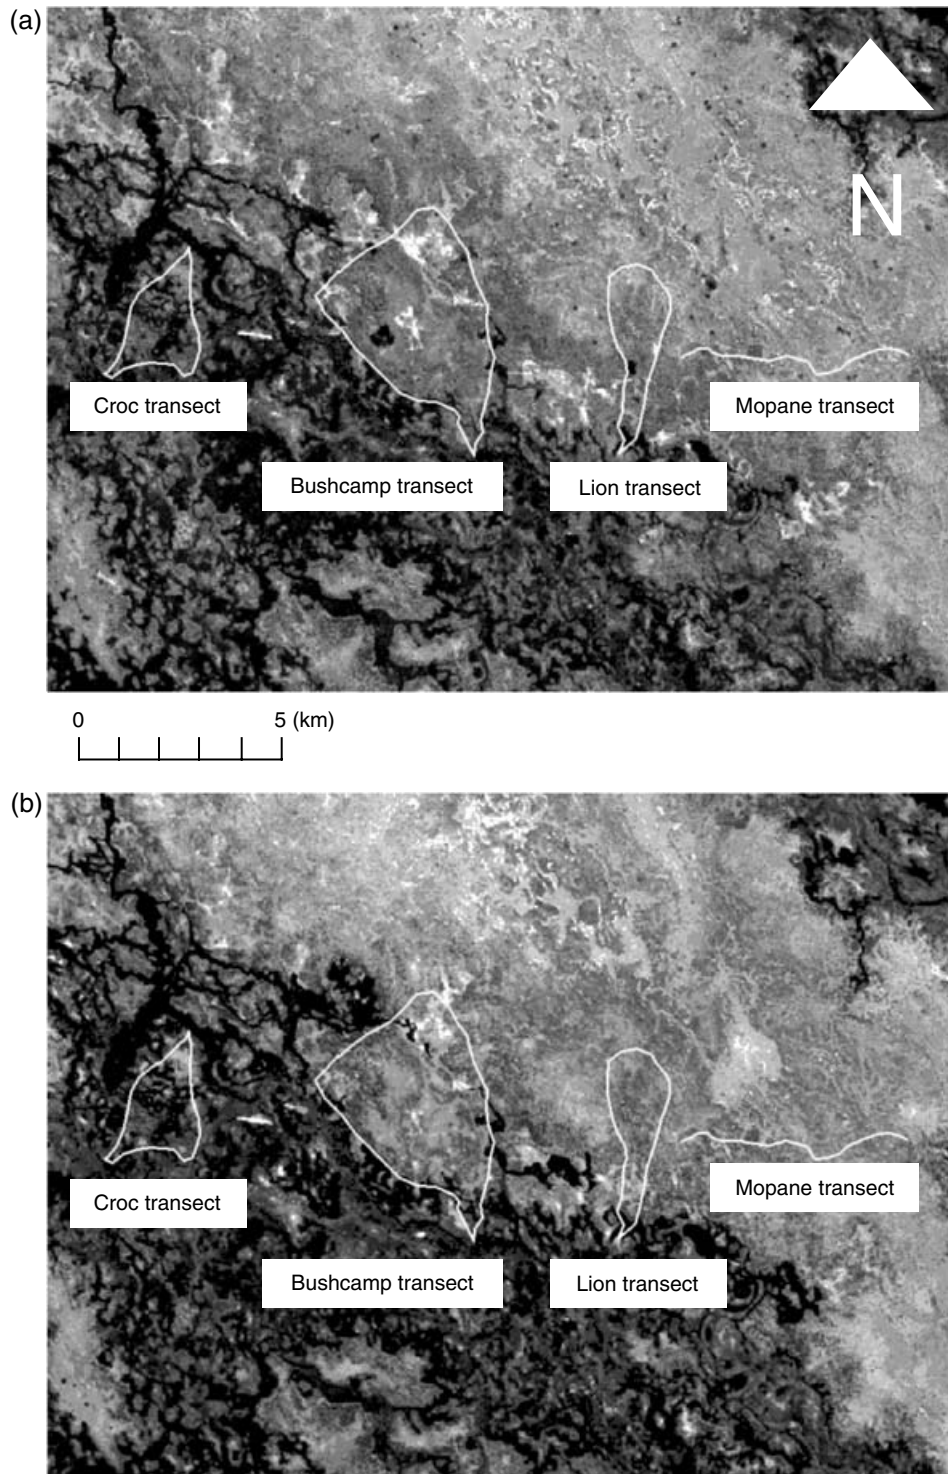 (a)
N
Croc transect
Mopane transect
Bushcamp transect
Lion transect
0 5 (km)
(b)
Croc transect
Mopane transect
Bushcamp transect
Lion transect